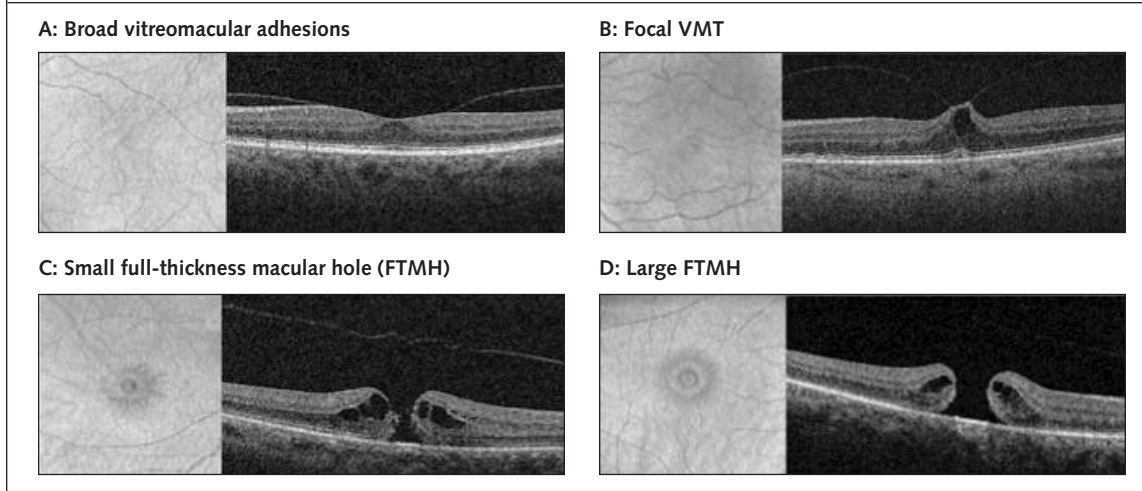 A: Broad vitreomacular adhesions
B: Focal VMT
C: Small full-thickness macular hole (FTMH)
D: Large FTMH